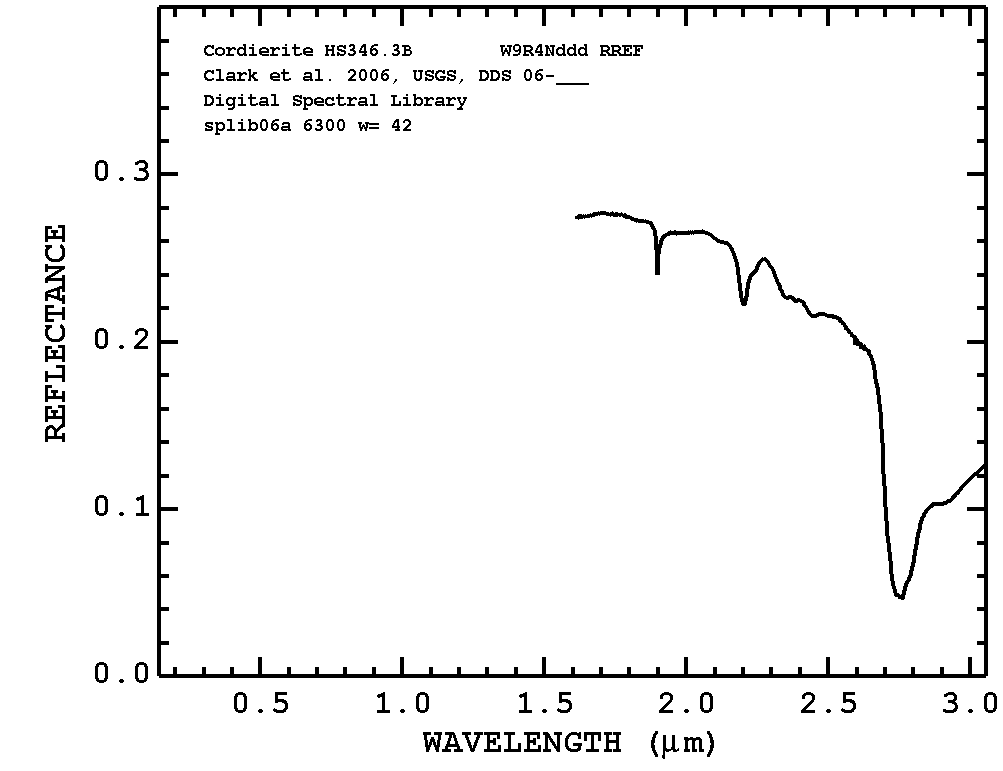 Cordierite HS346.3B W9R4Nddd RREF
Clark et al. 2006, USGS, DDS 06-___
Digital Spectral Library
splib06a 6300 w= 42
REFLECTANCE
0.3
0.2
0.1
0.0
0.5 1.0 1.5 2.0 2.5 3.0
WAVELENGTH (μm)